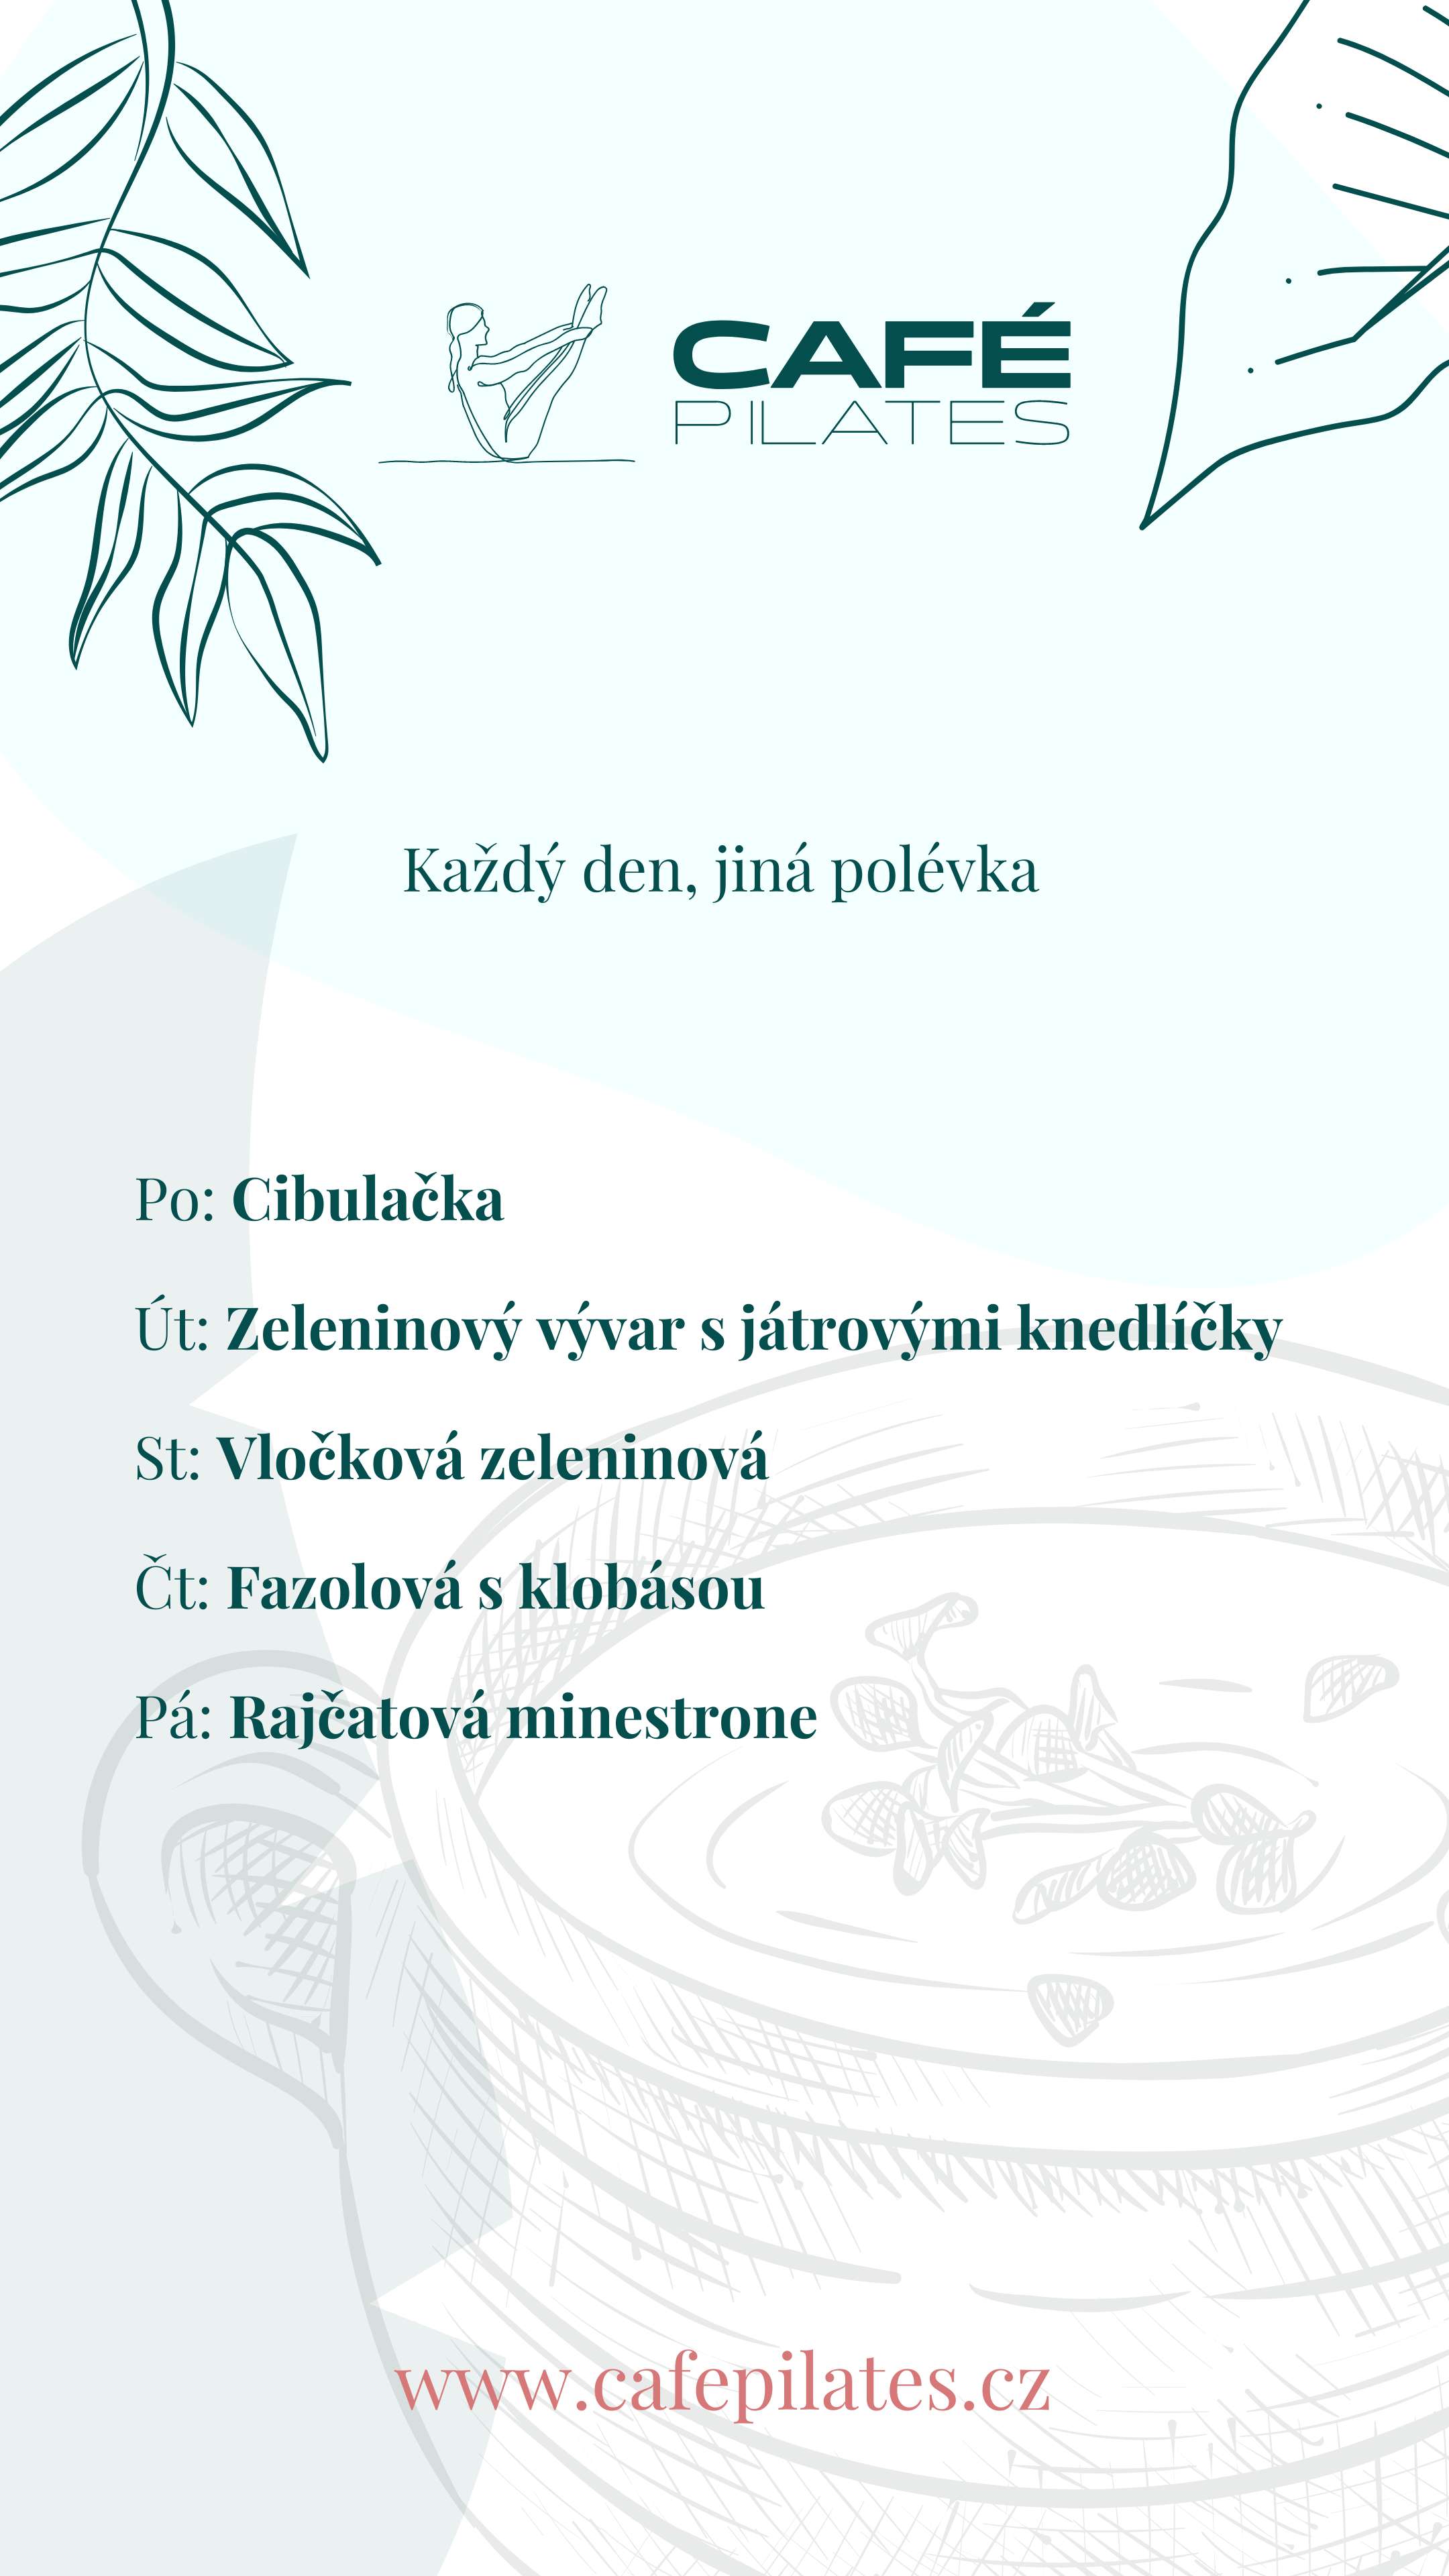 CAFÉ
PILATES
Každý den, jiná polévka
Po: Cibulačka
Út: Zeleninový vývar s játrovými knedlíčky
St: Vločková zeleninová
Čt: Fazolová s klobásou
Pá: Rajčatová minestrone
www.cafepilates.cz